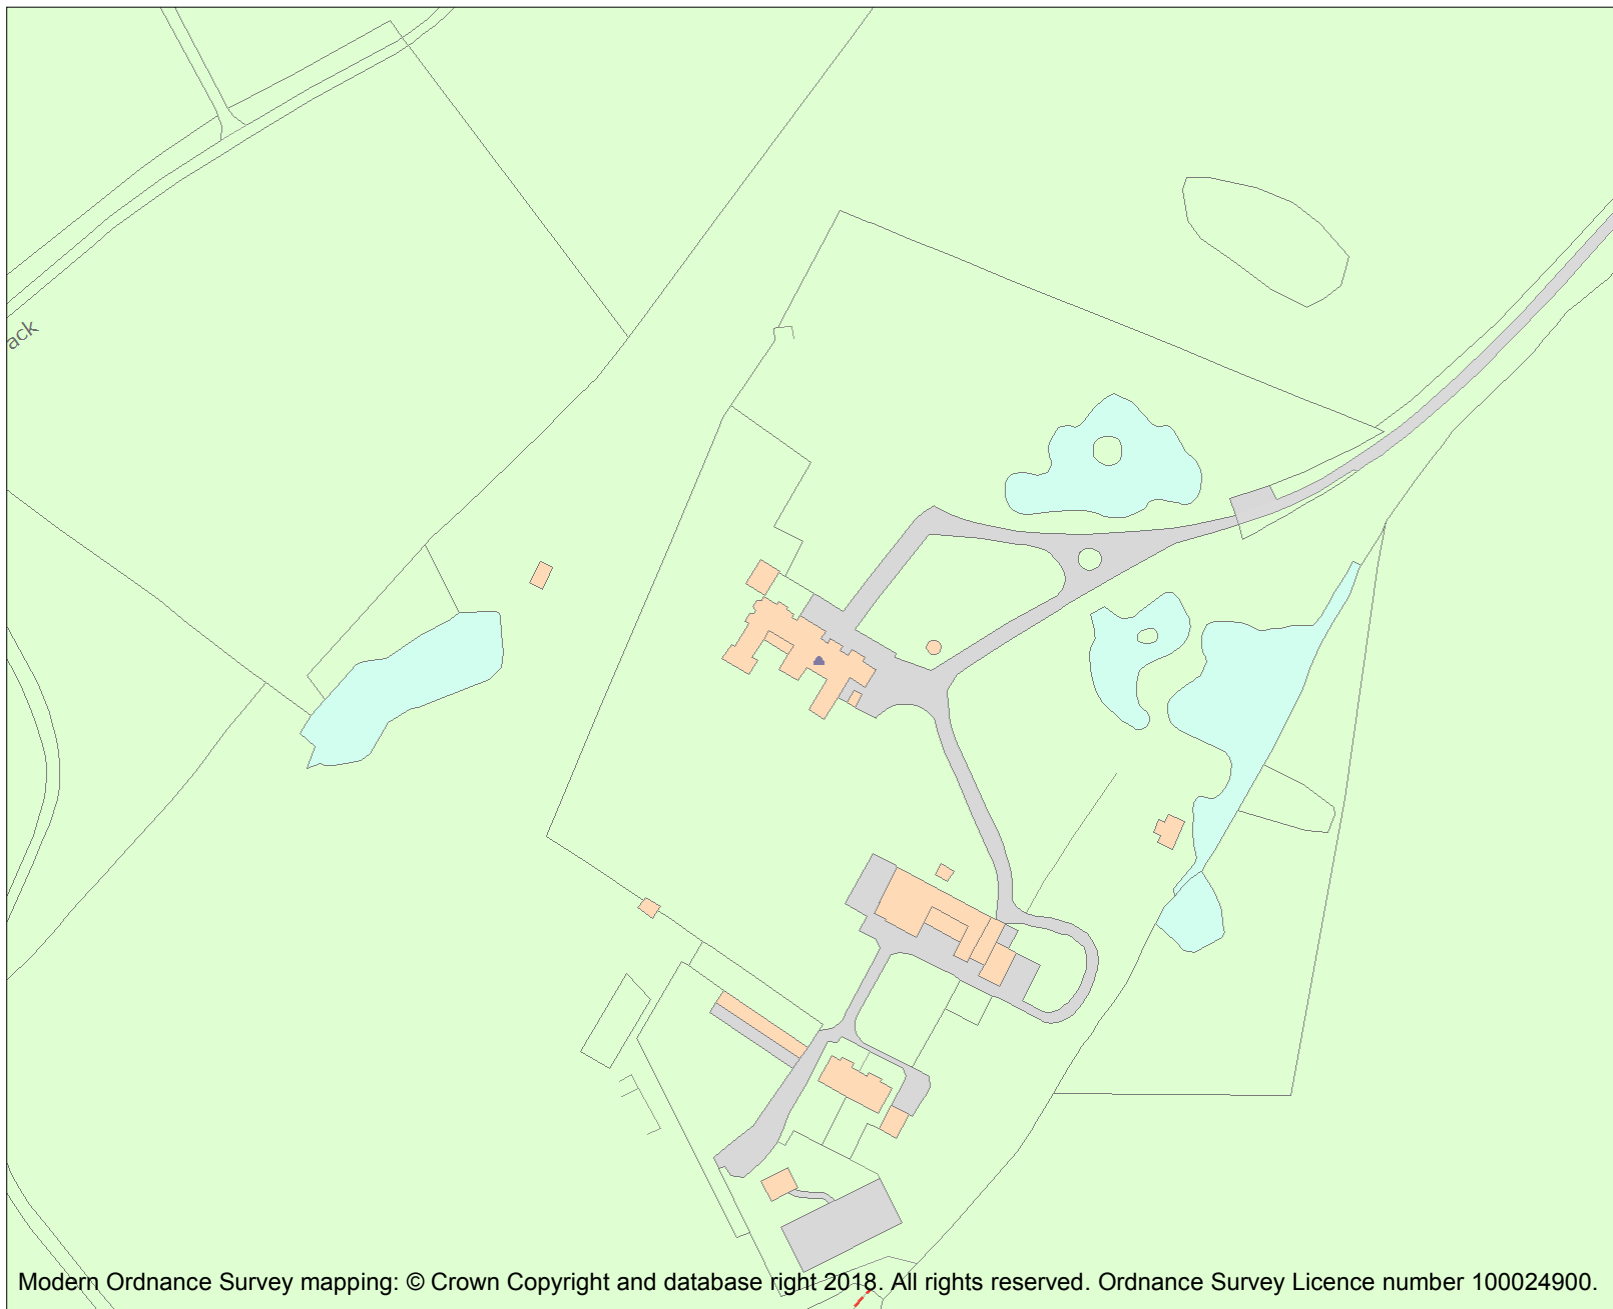 ack
Modern Ordnance Survey mapping: © Crown Copyright and database right 2018. All rights reserved. Ordnance Survey Licence number 100024900.